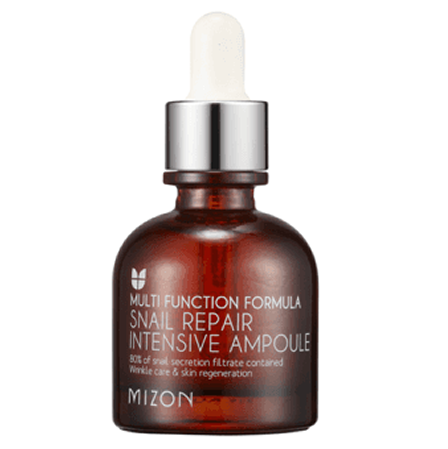 MULTI FUNCTION FORMULA
SNAIL REPAIR
INTENSIVE AMPOULE
80% of snail secretion filtrate contained
Wrinkle care & skin regeneration
MIZON